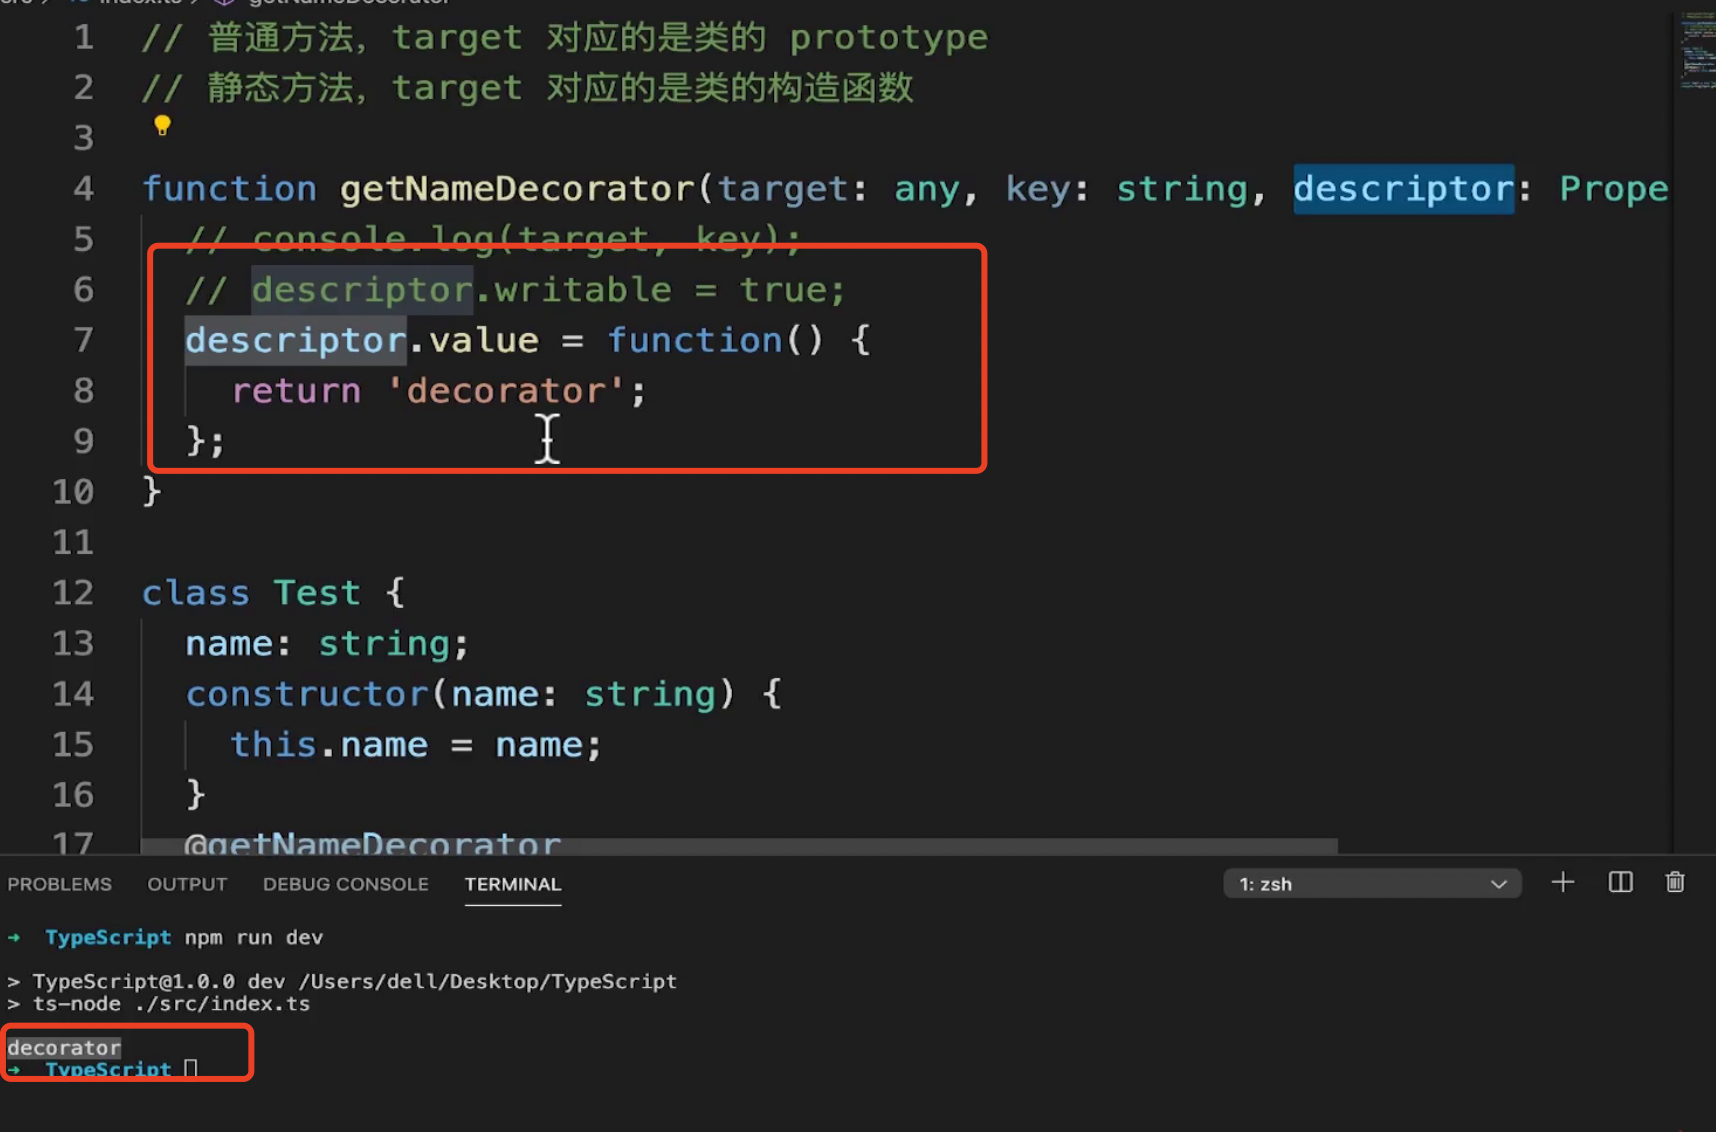 index.ts getNameDecorator
1 // 普通方法，target 对应的是类的 prototype
2 // 静态方法，target 对应的是类的构造函数
3
4 function getNameDecorator(target: any, key: string, descriptor: Prope
5 // console.log(target, key);
6 // descriptor.writable = true;
7 descriptor.value = function() {
8 return 'decorator';
9 };
10 }
11
12 class Test {
13 name: string;
14 constructor(name: string) {
15 this.name = name;
16 }
17 @getNameDecorator
PROBLEMS OUTPUT DEBUG CONSOLE TERMINAL 1: zsh
➜ TypeScript npm run dev
> TypeScript@1.0.0 dev /Users/dell/Desktop/TypeScript
> ts-node ./src/index.ts
decorator
➜ TypeScript